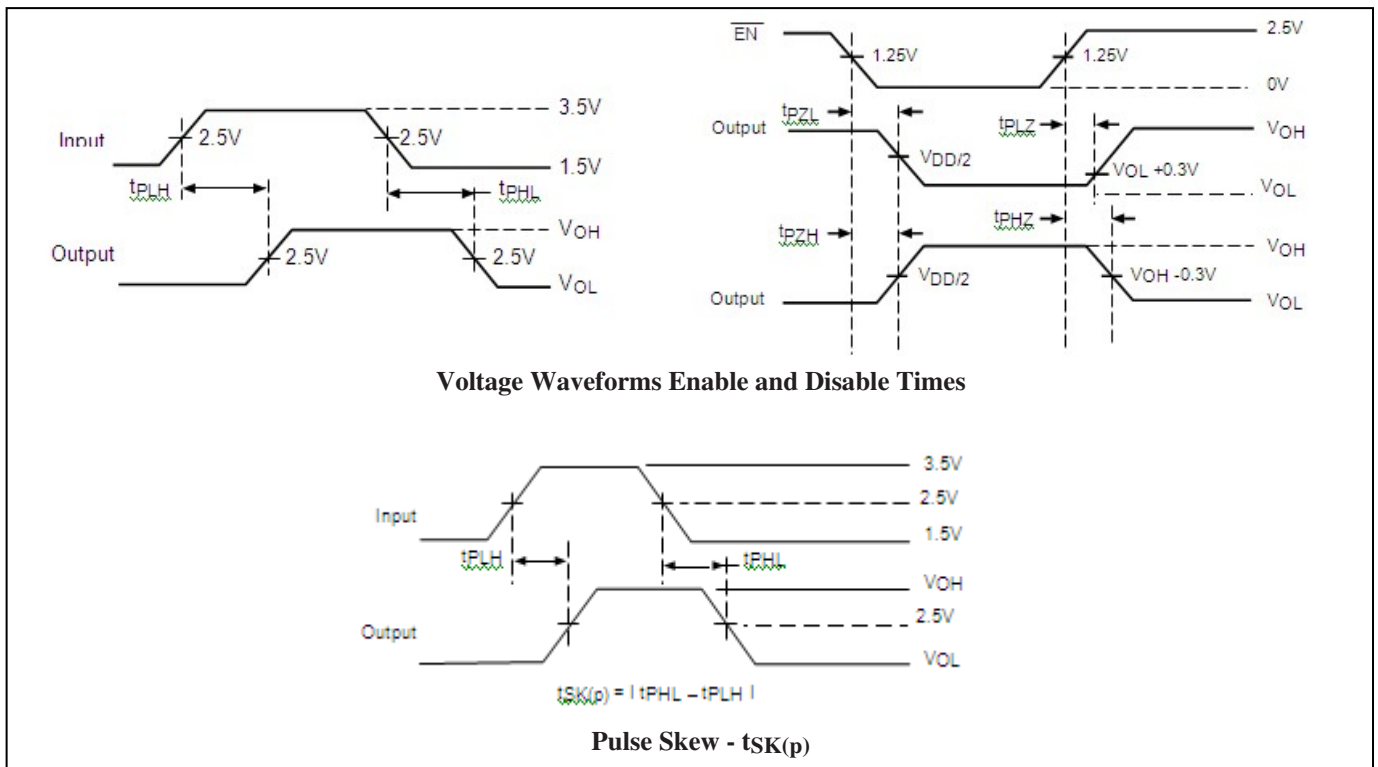 Input
2.5V
2.5V
3.5V
1.5V
tPLH
tPHL
Output
2.5V
2.5V
VOH
VOL
EN
1.25V
1.25V
2.5V
0V
tPZL
tPLZ
Output
VDD/2
VOL +0.3V
VOH
VOL
tPZH
tPHZ
Output
VDD/2
VOH -0.3V
VOH
VOL
Voltage Waveforms Enable and Disable Times
Input
3.5V
2.5V
1.5V
tPLH
tPHL
Output
VOH
2.5V
VOL
tSK(p) = | tPHL – tPLH |
Pulse Skew - tSK(p)